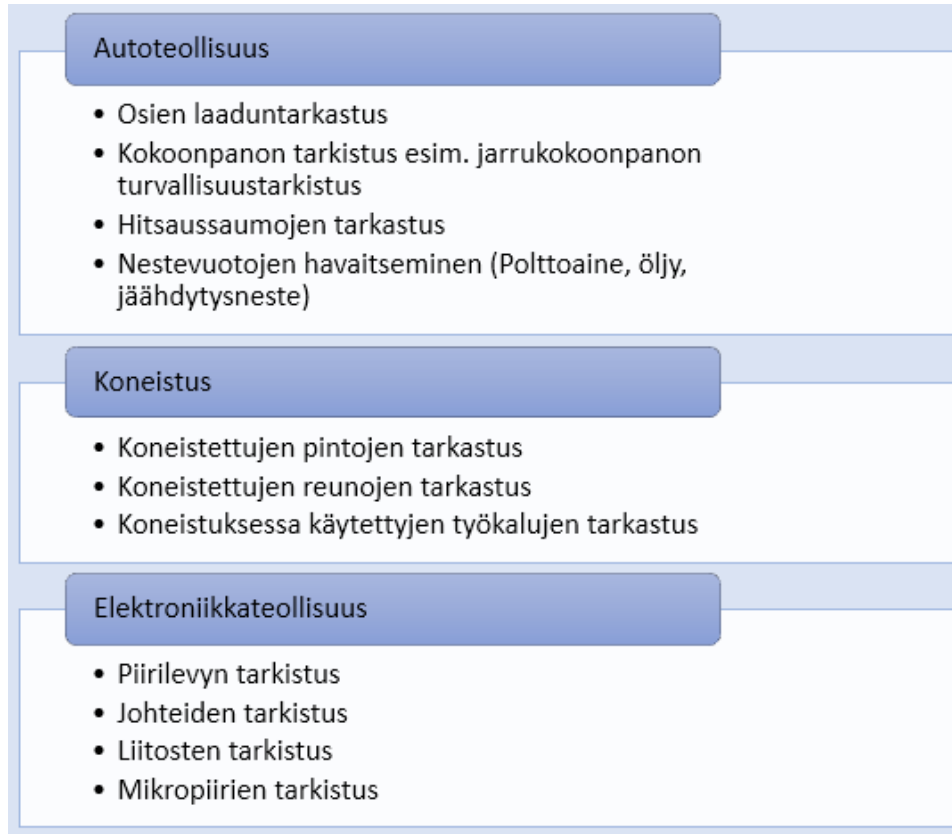 Autoteollisuus
• Osien laaduntarkastus
• Kokoonpanon tarkistus esim. jarrukokoonpanon
turvallisuustarkistus
• Hitsaussaumojen tarkastus
• Nestevuotojen havaitseminen (Polttoaine, öljy,
jäähdytysneste)
Koneistus
• Koneistettujen pintojen tarkastus
• Koneistettujen reunojen tarkastus
• Koneistuksessa käytettyjen työkalujen tarkastus
Elektroniikkateollisuus
• Piirilevyn tarkistus
• Johteiden tarkistus
• Liitosten tarkistus
• Mikropiirien tarkistus